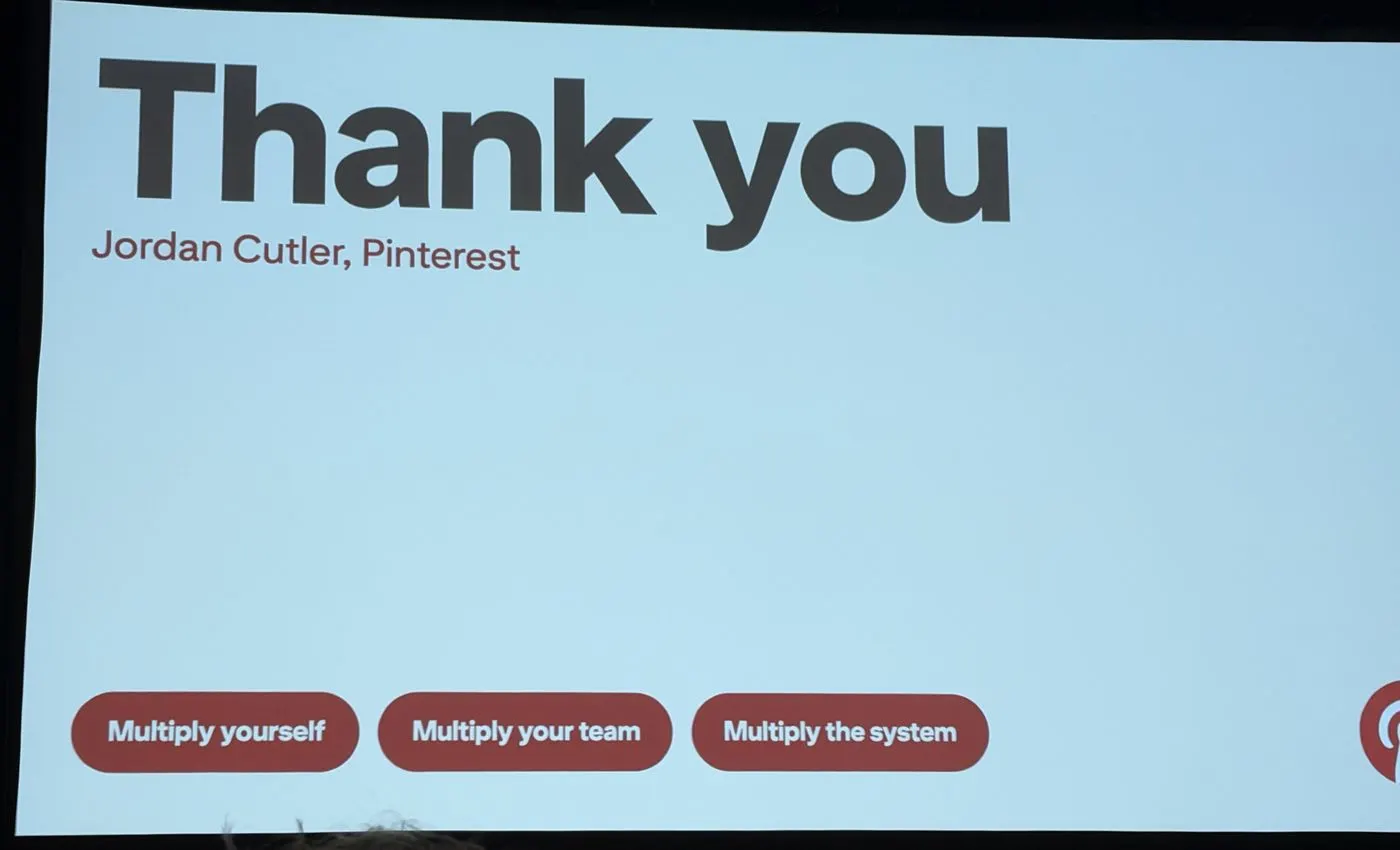 Thank you
Jordan Cutler, Pinterest
Multiply yourself
Multiply your team
Multiply the system